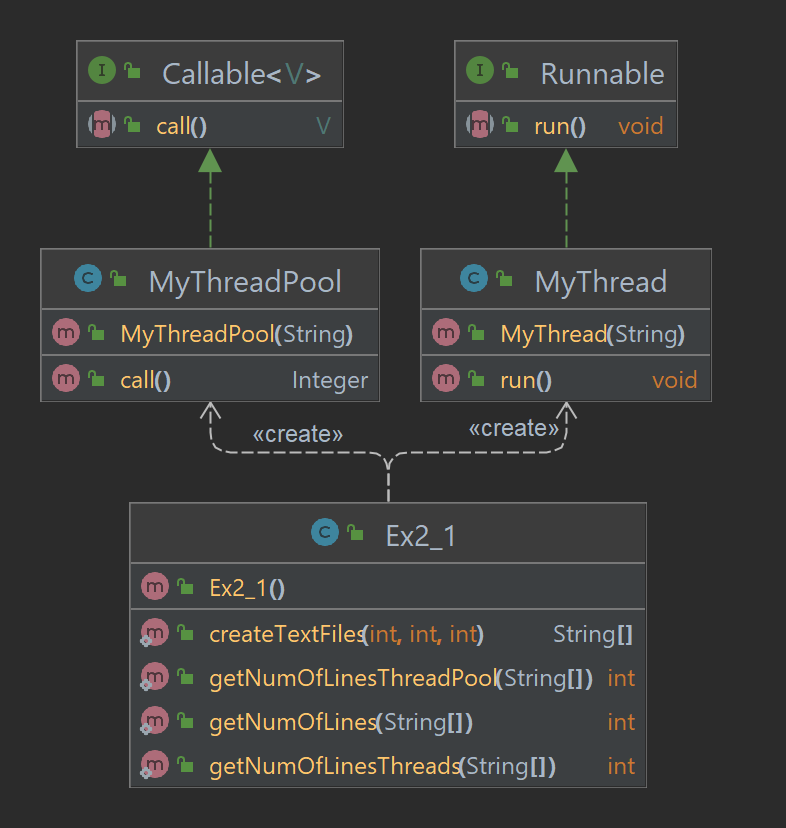 I Callable<V>
m call() V
I Runnable
m run() void
C MyThreadPool
m MyThreadPool(String)
m call() Integer
C MyThread
m MyThread(String)
m run() void
«create»
«create»
C Ex2_1
m Ex2_1()
m createTextFiles(int, int, int) String[]
m getNumOfLinesThreadPool(String[]) int
m getNumOfLines(String[]) int
m getNumOfLinesThreads(String[]) int